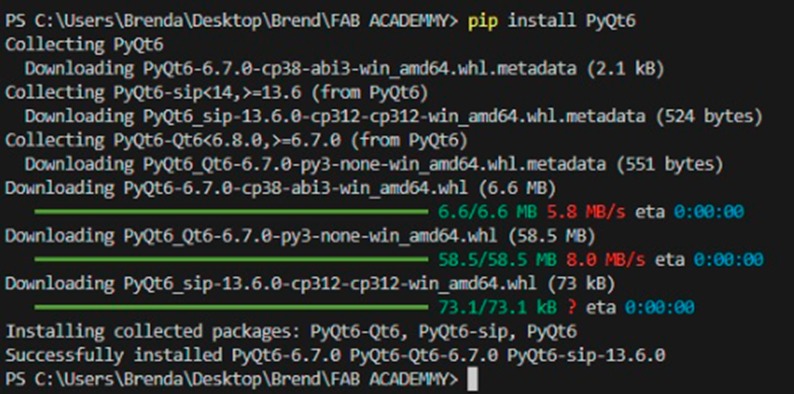 PS C:\Users\Brenda\Desktop\Brend\FAB ACADEMMY> pip install PyQt6
Collecting PyQt6
  Downloading PyQt6-6.7.0-cp38-abi3-win_amd64.whl.metadata (2.1 kB)
Collecting PyQt6-sip<14,>=13.6 (from PyQt6)
  Downloading PyQt6_sip-13.6.0-cp312-cp312-win_amd64.whl.metadata (524 bytes)
Collecting PyQt6-Qt6<6.8.0,>=6.7.0 (from PyQt6)
  Downloading PyQt6_Qt6-6.7.0-py3-none-win_amd64.whl.metadata (551 bytes)
Downloading PyQt6-6.7.0-cp38-abi3-win_amd64.whl (6.6 MB)
6.6/6.6 MB 5.8 MB/s eta 0:00:00
Downloading PyQt6_Qt6-6.7.0-py3-none-win_amd64.whl (58.5 MB)
58.5/58.5 MB 8.0 MB/s eta 0:00:00
Downloading PyQt6_sip-13.6.0-cp312-cp312-win_amd64.whl (73 kB)
73.1/73.1 kB ? eta 0:00:00
Installing collected packages: PyQt6-Qt6, PyQt6-sip, PyQt6
Successfully installed PyQt6-6.7.0 PyQt6-Qt6-6.7.0 PyQt6-sip-13.6.0
PS C:\Users\Brenda\Desktop\Brend\FAB ACADEMMY>